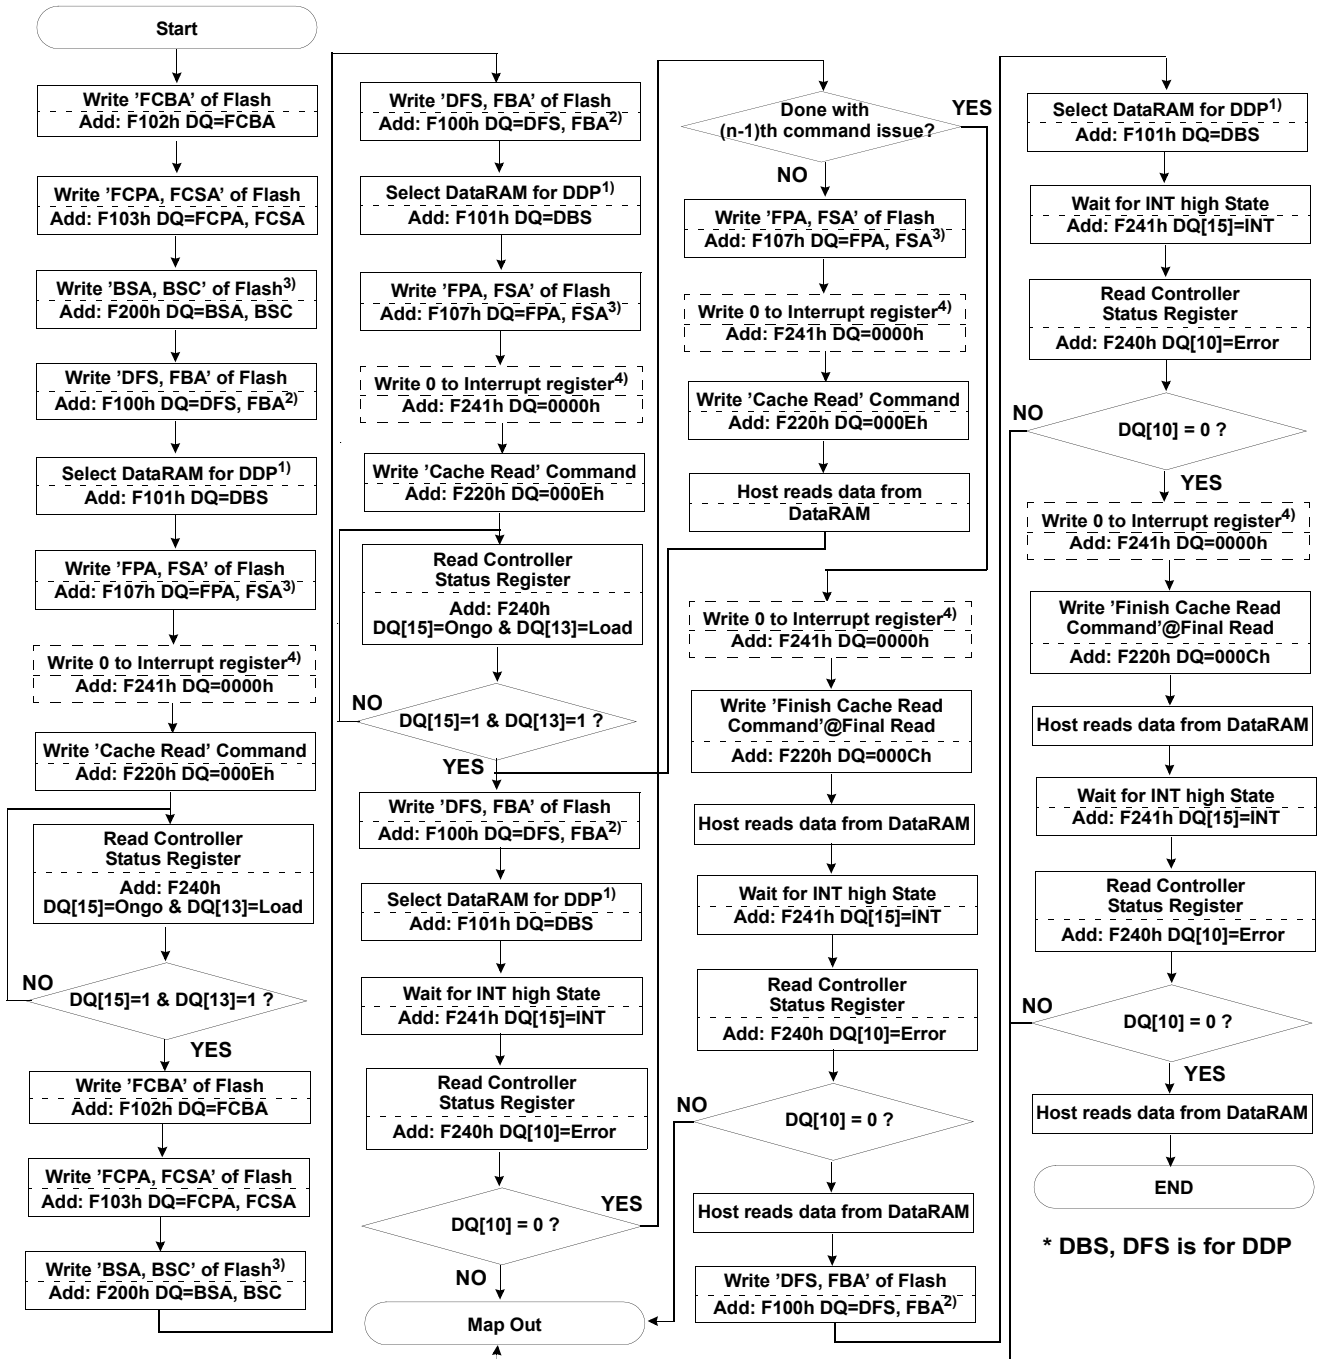 Start
Write 'FCBA' of Flash
Add: F102h DQ=FCBA
Write 'FCPA, FCSA' of Flash
Add: F103h DQ=FCPA, FCSA
Write 'BSA, BSC' of Flash3)
Add: F200h DQ=BSA, BSC
Write 'DFS, FBA' of Flash
Add: F100h DQ=DFS, FBA2)
Select DataRAM for DDP1)
Add: F101h DQ=DBS
Write 'FPA, FSA' of Flash
Add: F107h DQ=FPA, FSA3)
Write 0 to Interrupt register4)
Add: F241h DQ=0000h
Write 'Cache Read' Command
Add: F220h DQ=000Eh
Read Controller
Status Register
Add: F240h
DQ[15]=Ongo & DQ[13]=Load
NO
DQ[15]=1 & DQ[13]=1 ?
YES
Write 'FCBA' of Flash
Add: F102h DQ=FCBA
Write 'FCPA, FCSA' of Flash
Add: F103h DQ=FCPA, FCSA
Write 'BSA, BSC' of Flash3)
Add: F200h DQ=BSA, BSC
Write 'DFS, FBA' of Flash
Add: F100h DQ=DFS, FBA2)
Select DataRAM for DDP1)
Add: F101h DQ=DBS
Write 'FPA, FSA' of Flash
Add: F107h DQ=FPA, FSA3)
Write 0 to Interrupt register4)
Add: F241h DQ=0000h
Write 'Cache Read' Command
Add: F220h DQ=000Eh
Read Controller
Status Register
Add: F240h
DQ[15]=Ongo & DQ[13]=Load
NO
DQ[15]=1 & DQ[13]=1 ?
YES
Write 'DFS, FBA' of Flash
Add: F100h DQ=DFS, FBA2)
Select DataRAM for DDP1)
Add: F101h DQ=DBS
Wait for INT high State
Add: F241h DQ[15]=INT
Read Controller
Status Register
Add: F240h DQ[10]=Error
YES
DQ[10] = 0 ?
NO
Map Out
Done with
(n-1)th command issue?
YES
NO
Write 'FPA, FSA' of Flash
Add: F107h DQ=FPA, FSA3)
Write 0 to Interrupt register4)
Add: F241h DQ=0000h
Write 'Cache Read' Command
Add: F220h DQ=000Eh
Host reads data from
DataRAM
Write 0 to Interrupt register4)
Add: F241h DQ=0000h
Write 'Finish Cache Read
Command'@Final Read
Add: F220h DQ=000Ch
Host reads data from DataRAM
Wait for INT high State
Add: F241h DQ[15]=INT
Read Controller
Status Register
Add: F240h DQ[10]=Error
NO
DQ[10] = 0 ?
YES
Host reads data from DataRAM
Write 'DFS, FBA' of Flash
Add: F100h DQ=DFS, FBA2)
Select DataRAM for DDP1)
Add: F101h DQ=DBS
Wait for INT high State
Add: F241h DQ[15]=INT
Read Controller
Status Register
Add: F240h DQ[10]=Error
NO
DQ[10] = 0 ?
YES
Write 0 to Interrupt register4)
Add: F241h DQ=0000h
Write 'Finish Cache Read
Command'@Final Read
Add: F220h DQ=000Ch
Host reads data from DataRAM
Wait for INT high State
Add: F241h DQ[15]=INT
Read Controller
Status Register
Add: F240h DQ[10]=Error
NO
DQ[10] = 0 ?
YES
Host reads data from DataRAM
END
* DBS, DFS is for DDP